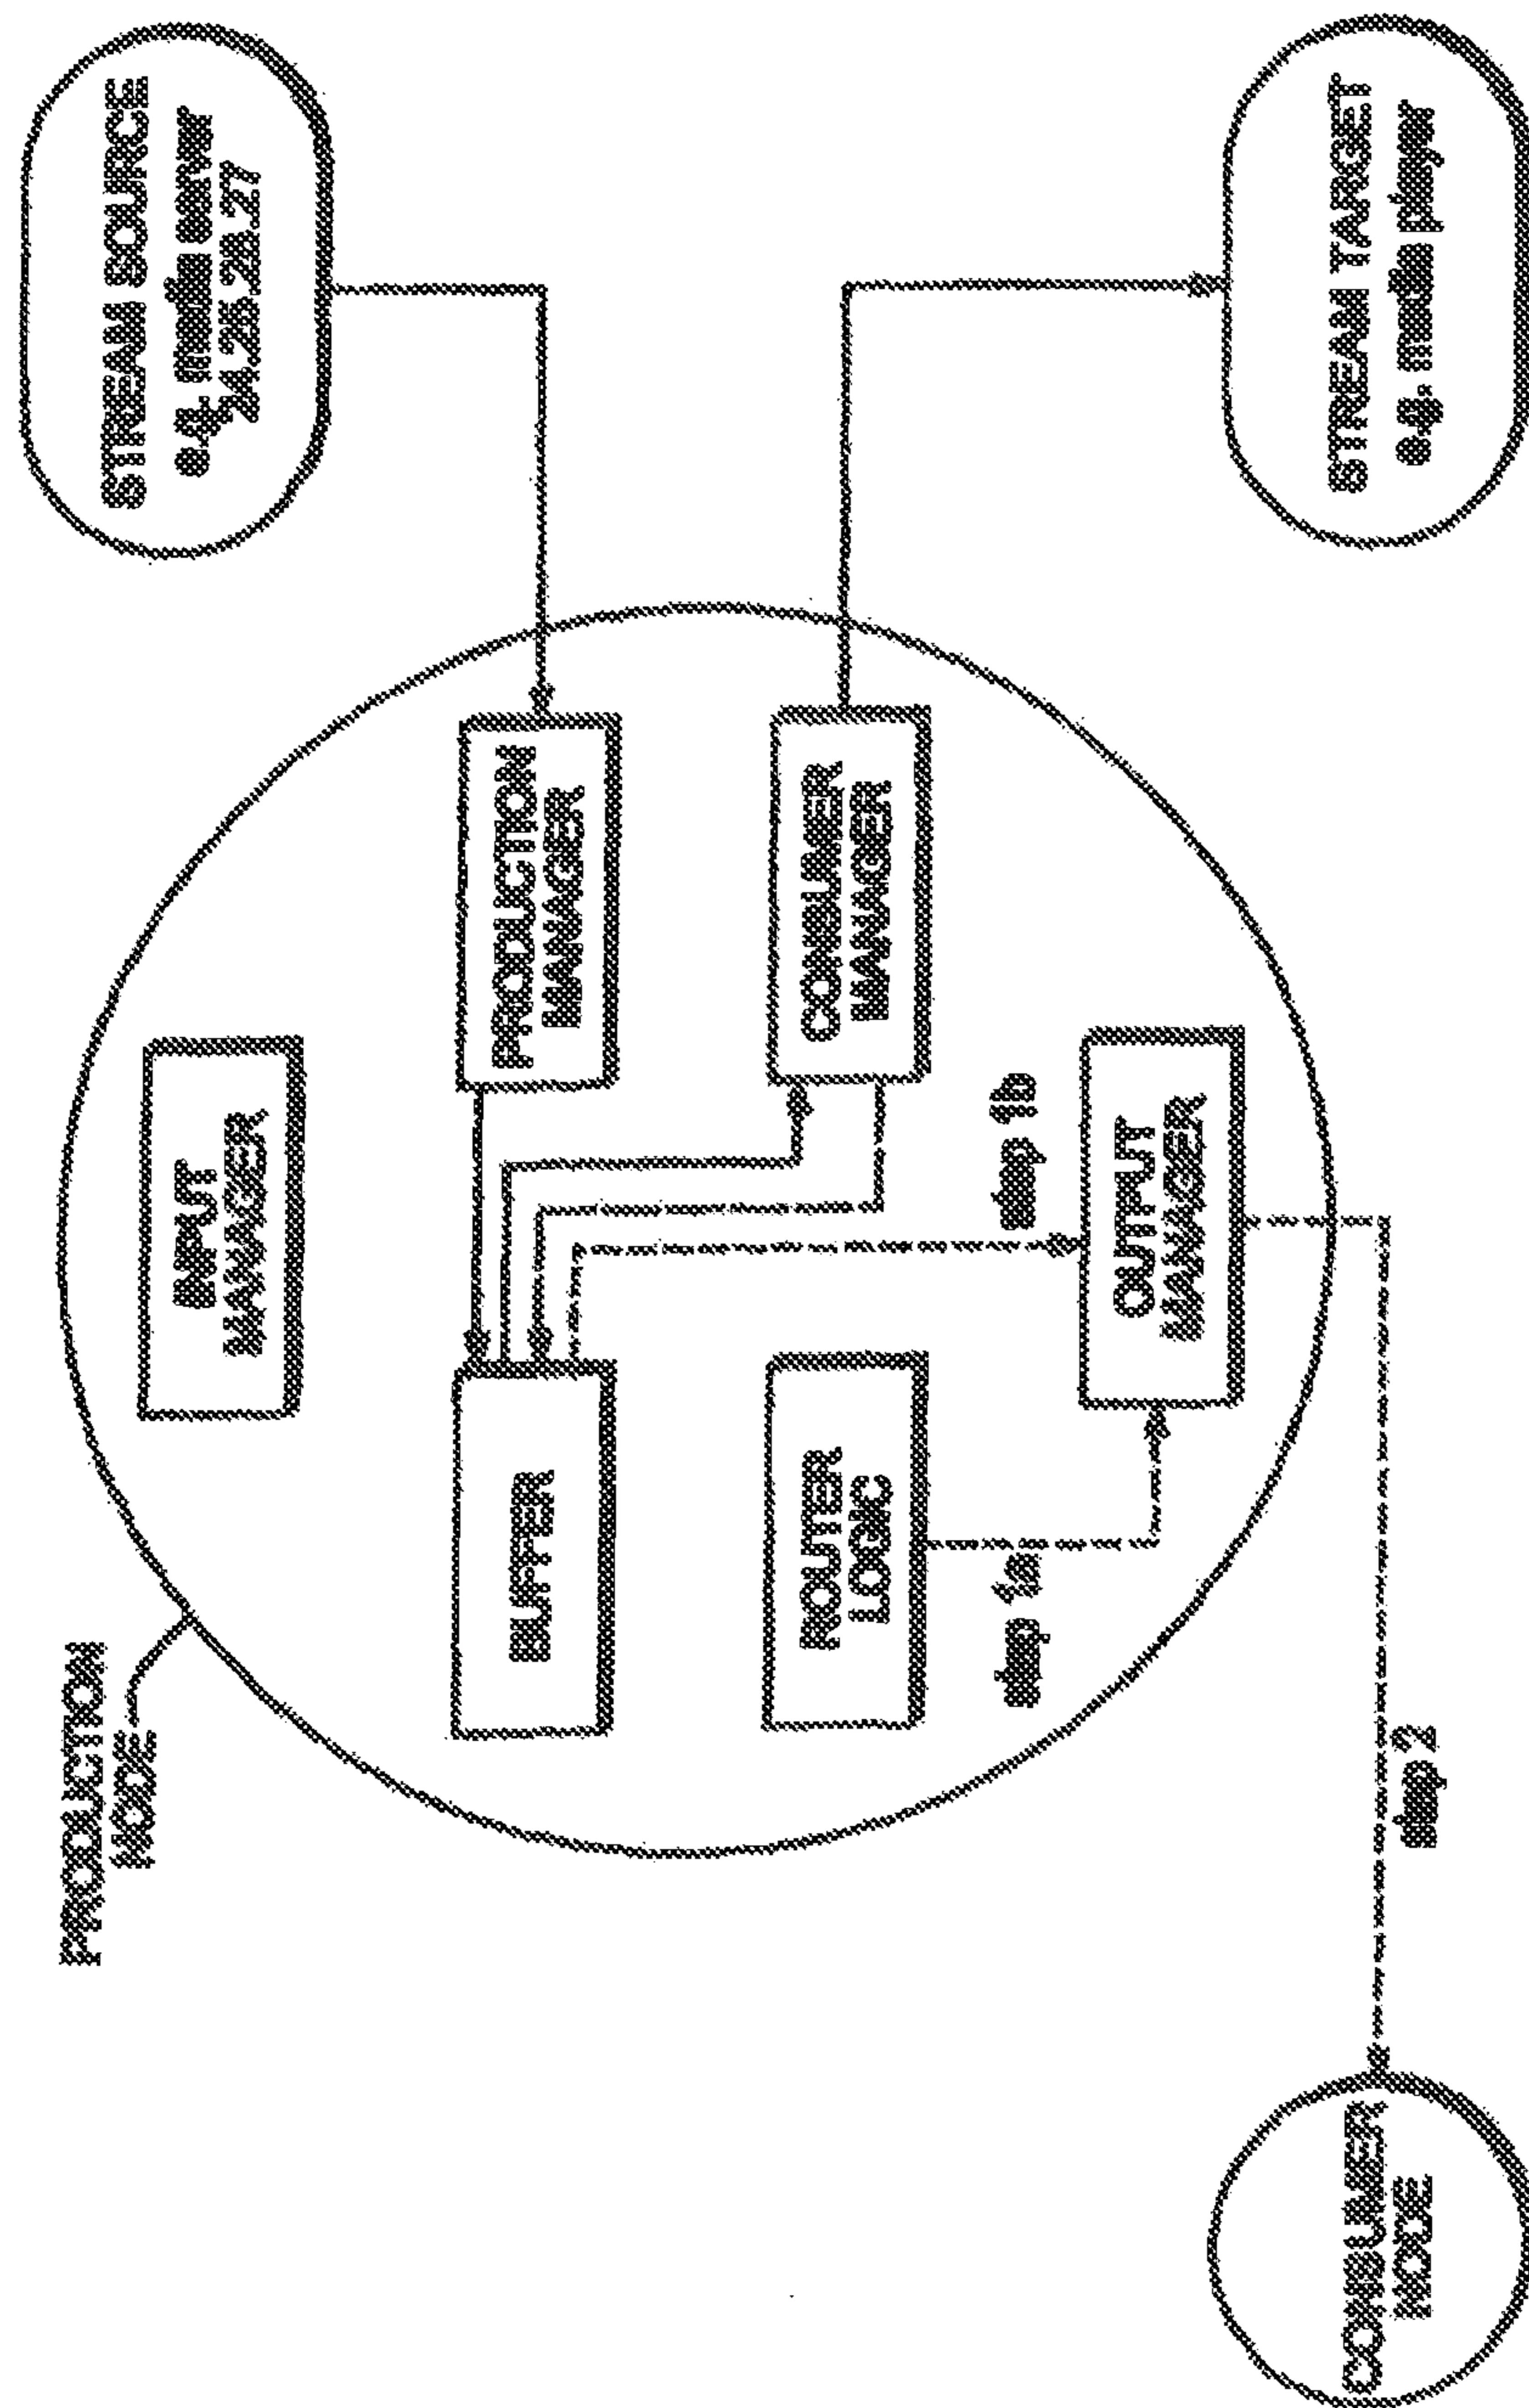 PRODUCTION
NODE
STREAM SOURCE
e.g. media server
INPUT
MANAGER
BUFFER
PRODUCTION
MANAGER
ROUTER
LOGIC
CONSUMER
MANAGER
step 1a
step 1b
OUTPUT
MANAGER
CONSUMER
NODE
step 2
STREAM TARGET
e.g. media player